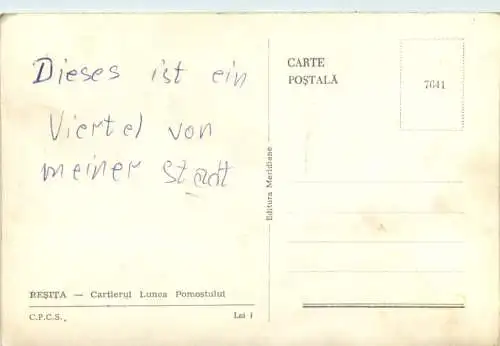 Dieses ist ein
Viertel von
meiner Stadt
REŞIŢA — Cartierul Lunca Pomostului
C.P.C.S.,
Lei 1
Editura Meridiane
CARTE
POŞTALĂ
7641